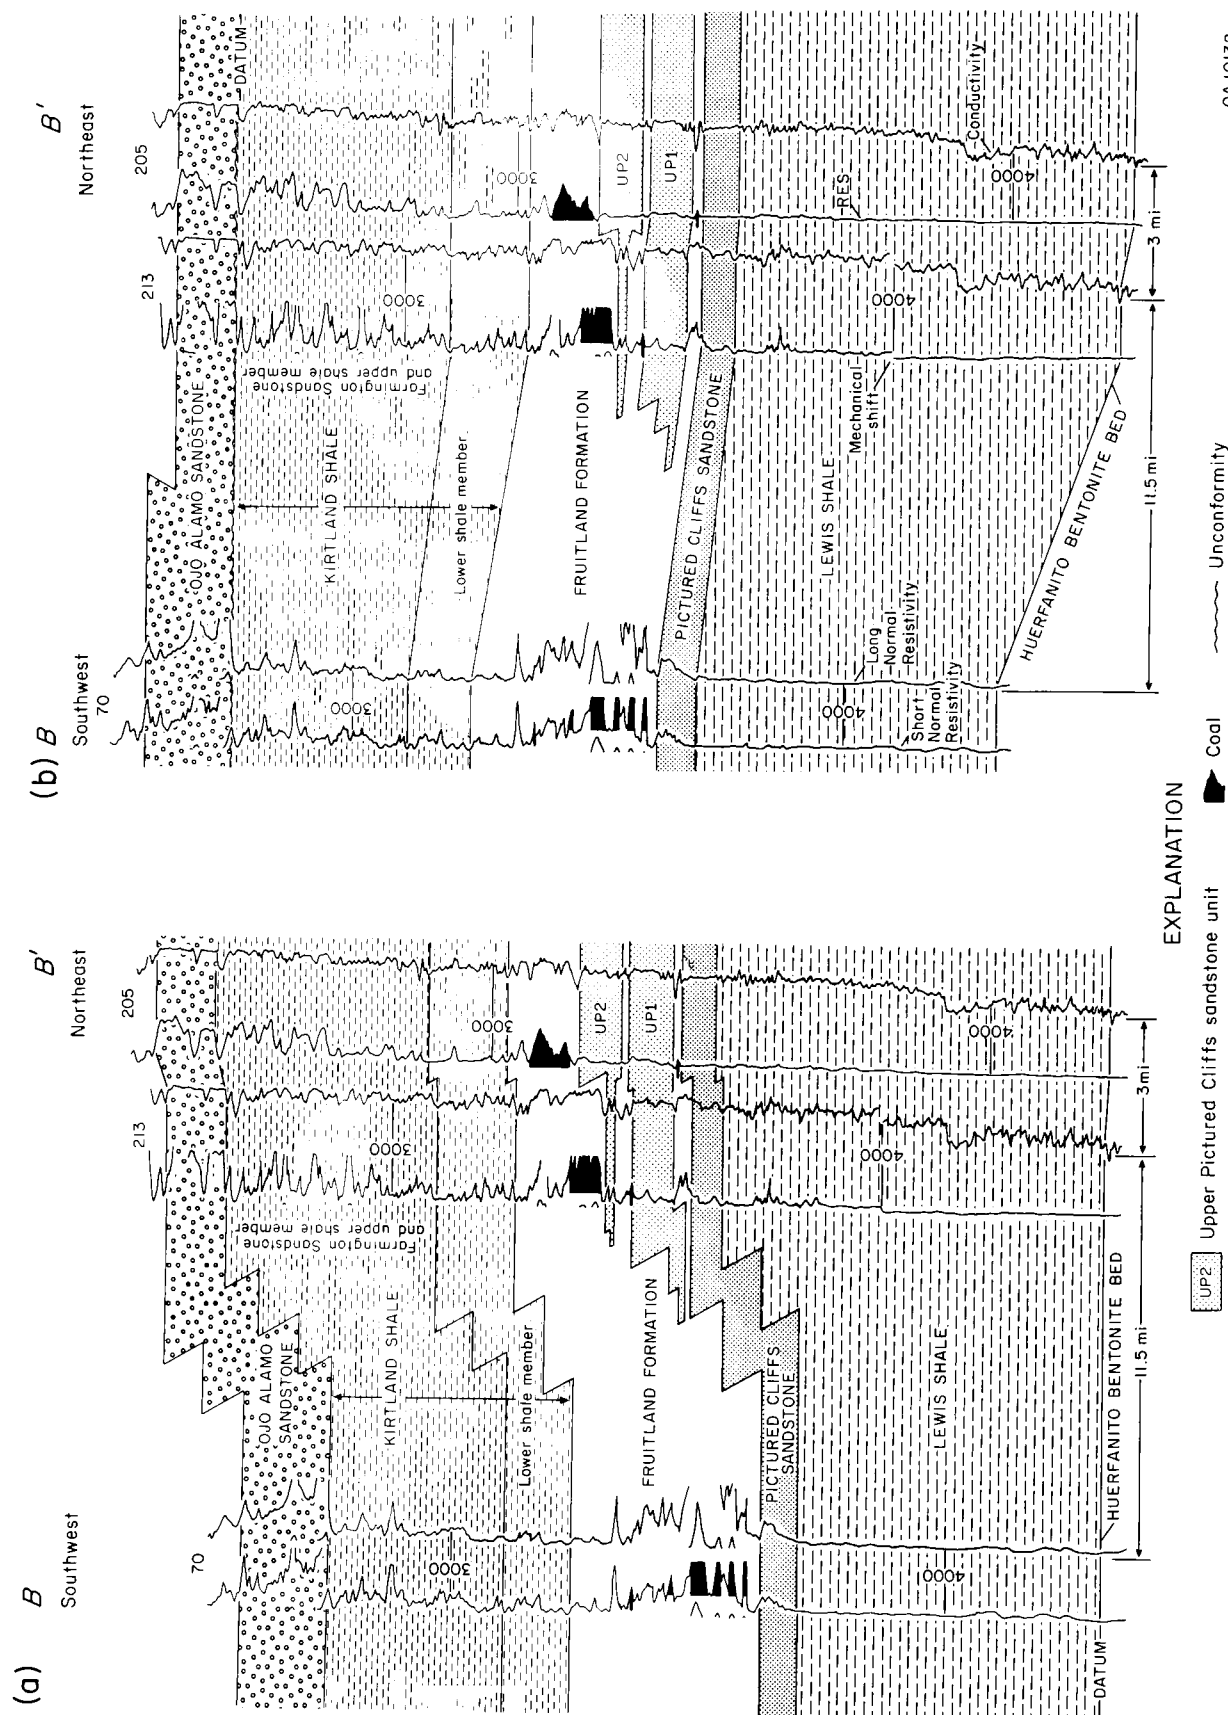 (a)
B
Southwest
70
B'
Northeast
213
205
OJO ALAMO
SANDSTONE
Farmington Sandstone
and upper shale member
KIRTLAND SHALE
Lower shale member
3000
3000
3000
FRUITLAND FORMATION
UP2
UP1
PICTURED CLIFFS
SANDSTONE
LEWIS SHALE
4000
4000
4000
DATUM
HUERFANITO BENTONITE BED
11.5 mi
3 mi
(b)
B
Southwest
70
B'
Northeast
213
205
OJO ALAMO SANDSTONE
DATUM
Farmington Sandstone
and upper shale member
KIRTLAND SHALE
Lower shale member
3000
3000
3000
FRUITLAND FORMATION
UP2
UP1
PICTURED CLIFFS SANDSTONE
LEWIS SHALE
Mechanical
shift
RES
Conductivity
Long
Normal
Resistivity
Short
Normal
Resistivity
4000
4000
4000
HUERFANITO BENTONITE BED
11.5 mi
3 mi
EXPLANATION
UP2 Upper Pictured Cliffs sandstone unit
Coal
Unconformity